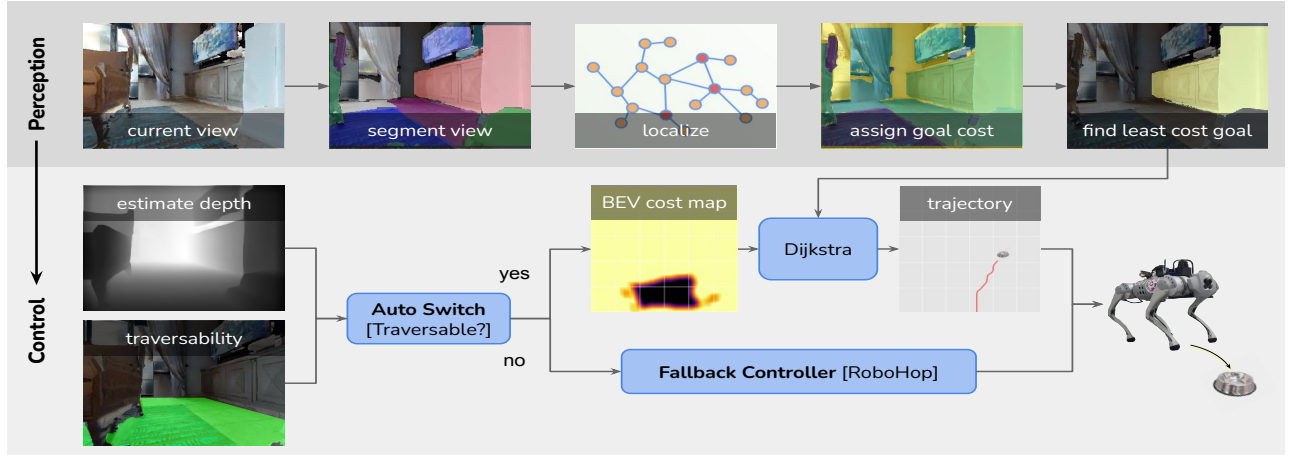 Perception
current view
segment view
localize
assign goal cost
find least cost goal
Control
estimate depth
traversability
Auto Switch
[Traversable?]
yes
no
BEV cost map
Dijkstra
trajectory
Fallback Controller [RoboHop]